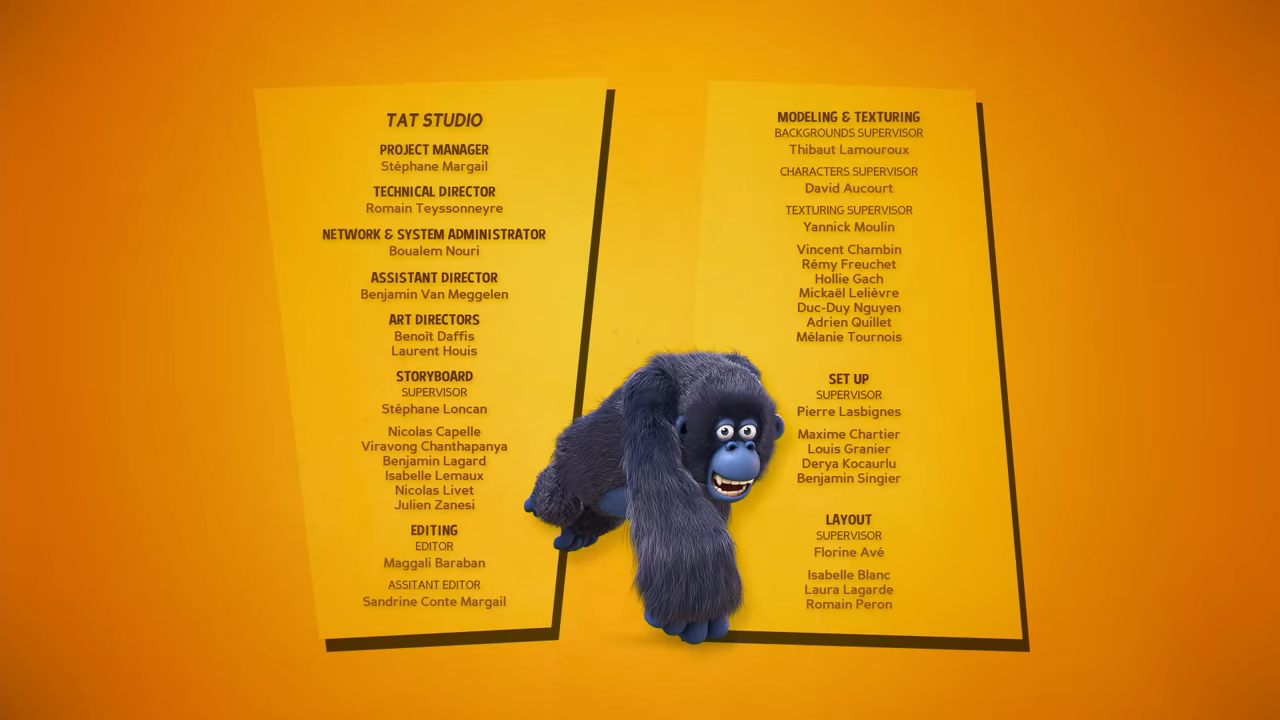 TAT STUDIO
PROJECT MANAGER
Stéphane Margail
TECHNICAL DIRECTOR
Romain Teyssonneyre
NETWORK & SYSTEM ADMINISTRATOR
Boualem Nouri
ASSISTANT DIRECTOR
Benjamin Van Meggelen
ART DIRECTORS
Benoît Daffis
Laurent Houis
STORYBOARD
SUPERVISOR
Stéphane Loncan
Nicolas Capelle
Viravong Chanthapanya
Benjamin Lagard
Isabelle Lemaux
Nicolas Livet
Julien Zanesi
EDITING
EDITOR
Maggali Baraban
ASSITANT EDITOR
Sandrine Conte Margail
MODELING & TEXTURING
BACKGROUNDS SUPERVISOR
Thibaut Lamouroux
CHARACTERS SUPERVISOR
David Aucourt
TEXTURING SUPERVISOR
Yannick Moulin
Vincent Chambin
Rémy Freuchet
Hollie Gach
Mickaël Lelièvre
Duc-Duy Nguyen
Adrien Quillet
Mélanie Tournois
SET UP
SUPERVISOR
Pierre Lasbignes
Maxime Chartier
Louis Granier
Derya Kocaurlu
Benjamin Singier
LAYOUT
SUPERVISOR
Florine Avé
Isabelle Blanc
Laura Lagarde
Romain Peron